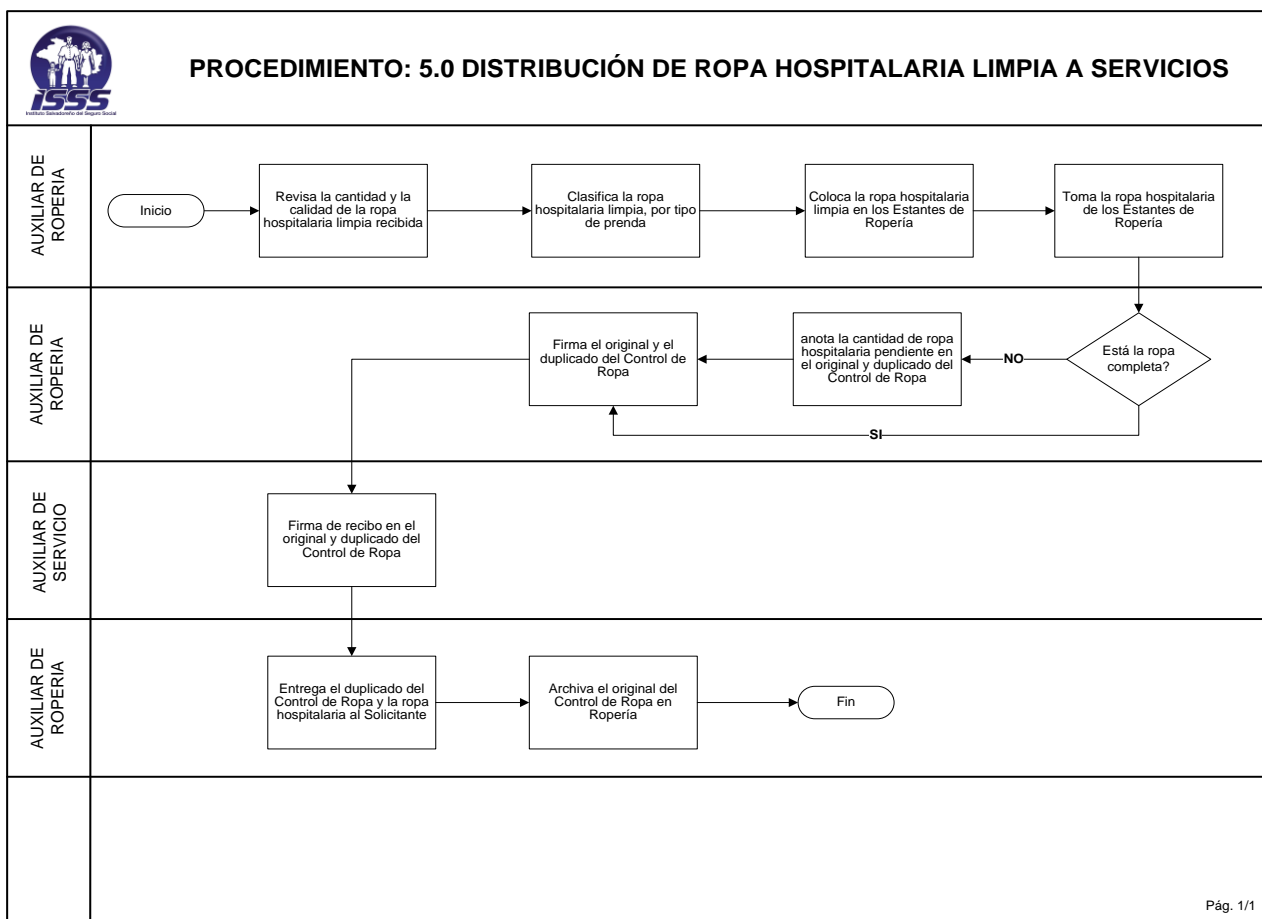 ISSS
Instituto Salvadoreño del Seguro Social
PROCEDIMIENTO: 5.0 DISTRIBUCIÓN DE ROPA HOSPITALARIA LIMPIA A SERVICIOS
AUXILIAR DE
ROPERIA
Inicio
Revisa la cantidad y la
calidad de la ropa
hospitalaria limpia recibida
Clasifica la ropa
hospitalaria limpia, por tipo
de prenda
Coloca la ropa hospitalaria
limpia en los Estantes de
Ropería
Toma la ropa hospitalaria
de los Estantes de
Ropería
AUXILIAR DE
ROPERIA
Está la ropa
completa?
NO
anota la cantidad de ropa
hospitalaria pendiente en
el original y duplicado del
Control de Ropa
Firma el original y el
duplicado del Control de
Ropa
SI
AUXILIAR DE
SERVICIO
Firma de recibo en el
original y duplicado del
Control de Ropa
AUXILIAR DE
ROPERIA
Entrega el duplicado del
Control de Ropa y la ropa
hospitalaria al Solicitante
Archiva el original del
Control de Ropa en
Ropería
Fin
Pág. 1/1